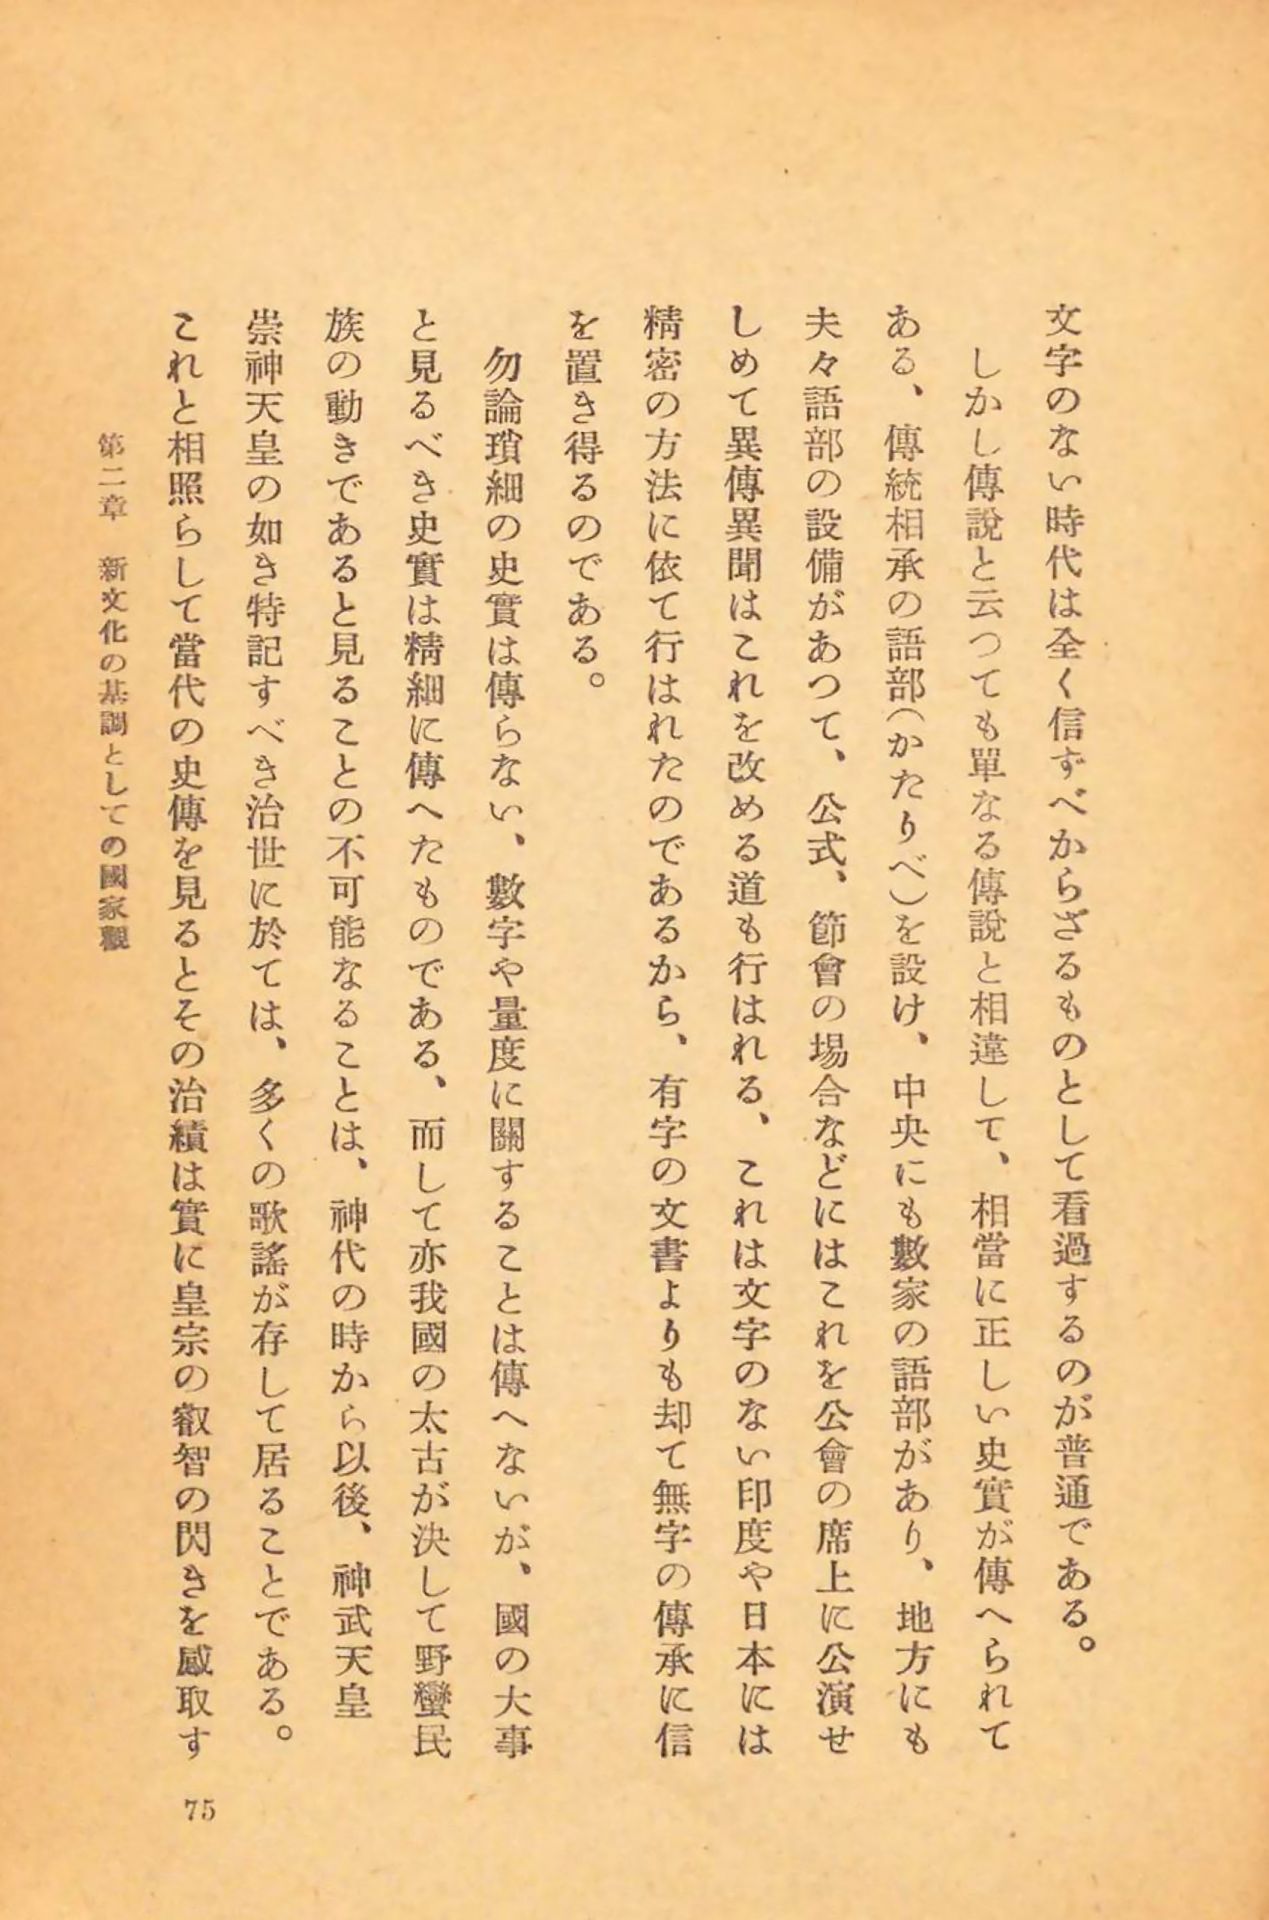 文字のない時代は全く信ずべからざるものとして看過するのが普通である。
しかし傳說と云つても單なる傳說と相違して、相當に正しい史實が傳へられて
ある、傳統相承の語部(かたりべ)を設け、中央にも數家の語部があり、地方にも
夫々語部の設備があつて、公式、節會の場合などにはこれを公會の席上に公演せ
しめて異傳異聞はこれを改める道も行はれる、これは文字のない印度や日本には
精密の方法に依て行はれたのであるから、有字の文書よりも却て無字の傳承に信
を置き得るのである。
勿論瑣細の史實は傳らない、數字や量度に關することは傳へないが、國の大事
と見るべき史實は精細に傳へたものである、而して亦我國の太古が決して野蠻民
族の動きであると見ることの不可能なることは、神代の時から以後、神武天皇
崇神天皇の如き特記すべき治世に於ては、多くの歌謠が存して居ることである。
これと相照らして當代の史傳を見るとその治績は實に皇宗の叡智の閃きを感取す
第二章 新文化の基調としての國家觀
75